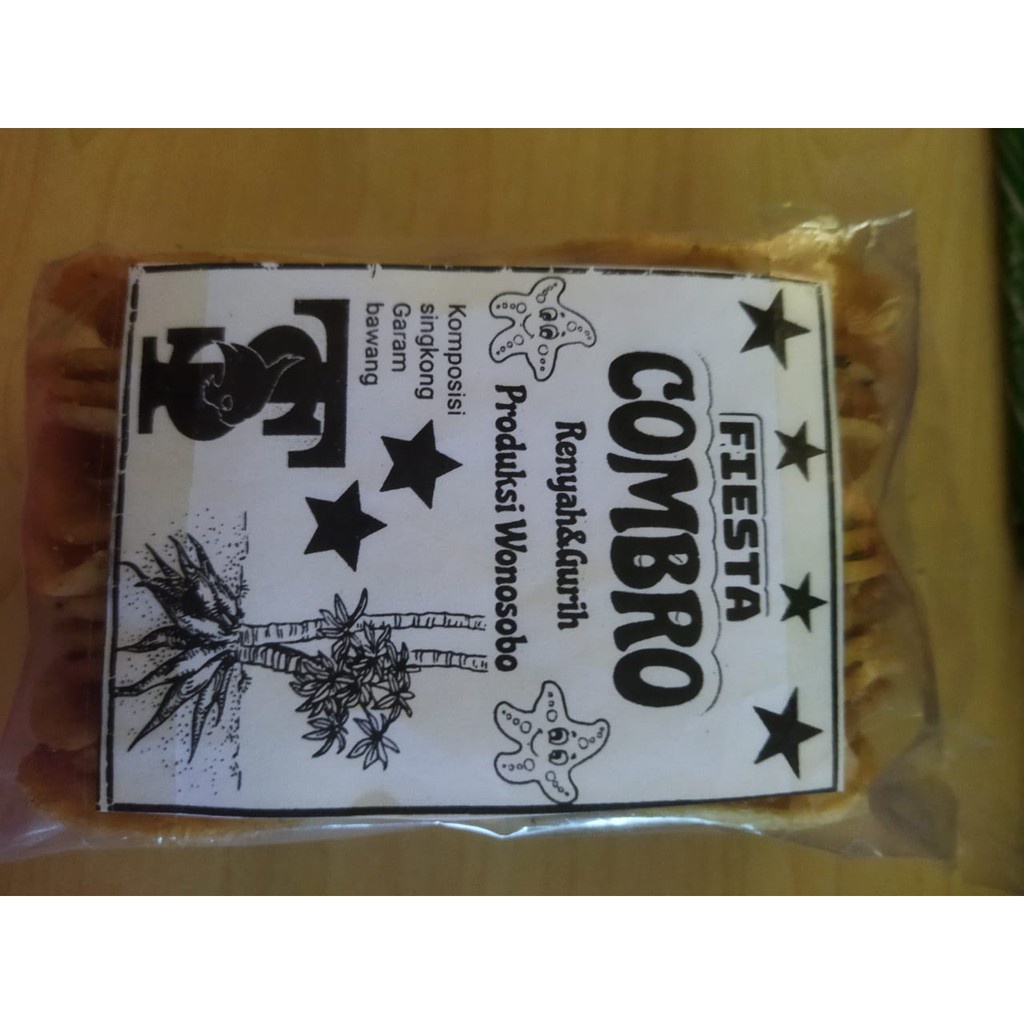 FIESTA
COMBRO
Renyah&Gurih
Produksi Wonosobo
Komposisi
singkong
Garam
bawang